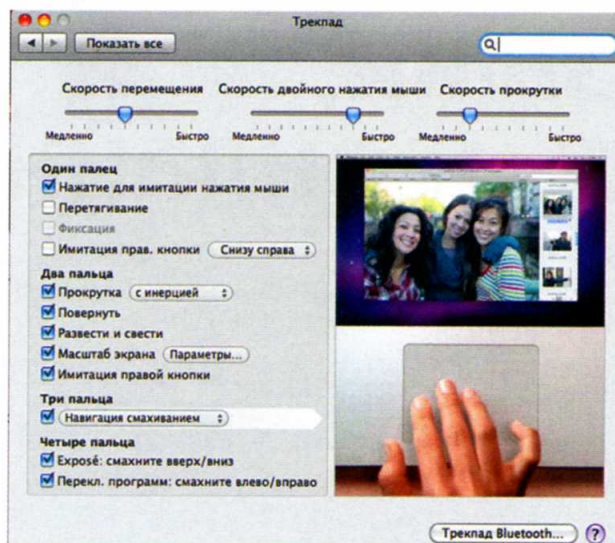 Трекпад
Показать все
Скорость перемещения Скорость двойного нажатия мыши Скорость прокрутки
Медленно Быстро Медленно Быстро Медленно Быстро
Один палец
Нажатие для имитации нажатия мыши
Перетягивание
Фиксация
Имитация прав. кнопки Снизу справа
Два пальца
Прокрутка с инерцией
Повернуть
Развести и свести
Масштаб экрана Параметры...
Имитация правой кнопки
Три пальца
Навигация смахиванием
Четыре пальца
Exposé: смахните вверх/вниз
Перекл. программ: смахните влево/вправо
Трекпад Bluetooth... ?